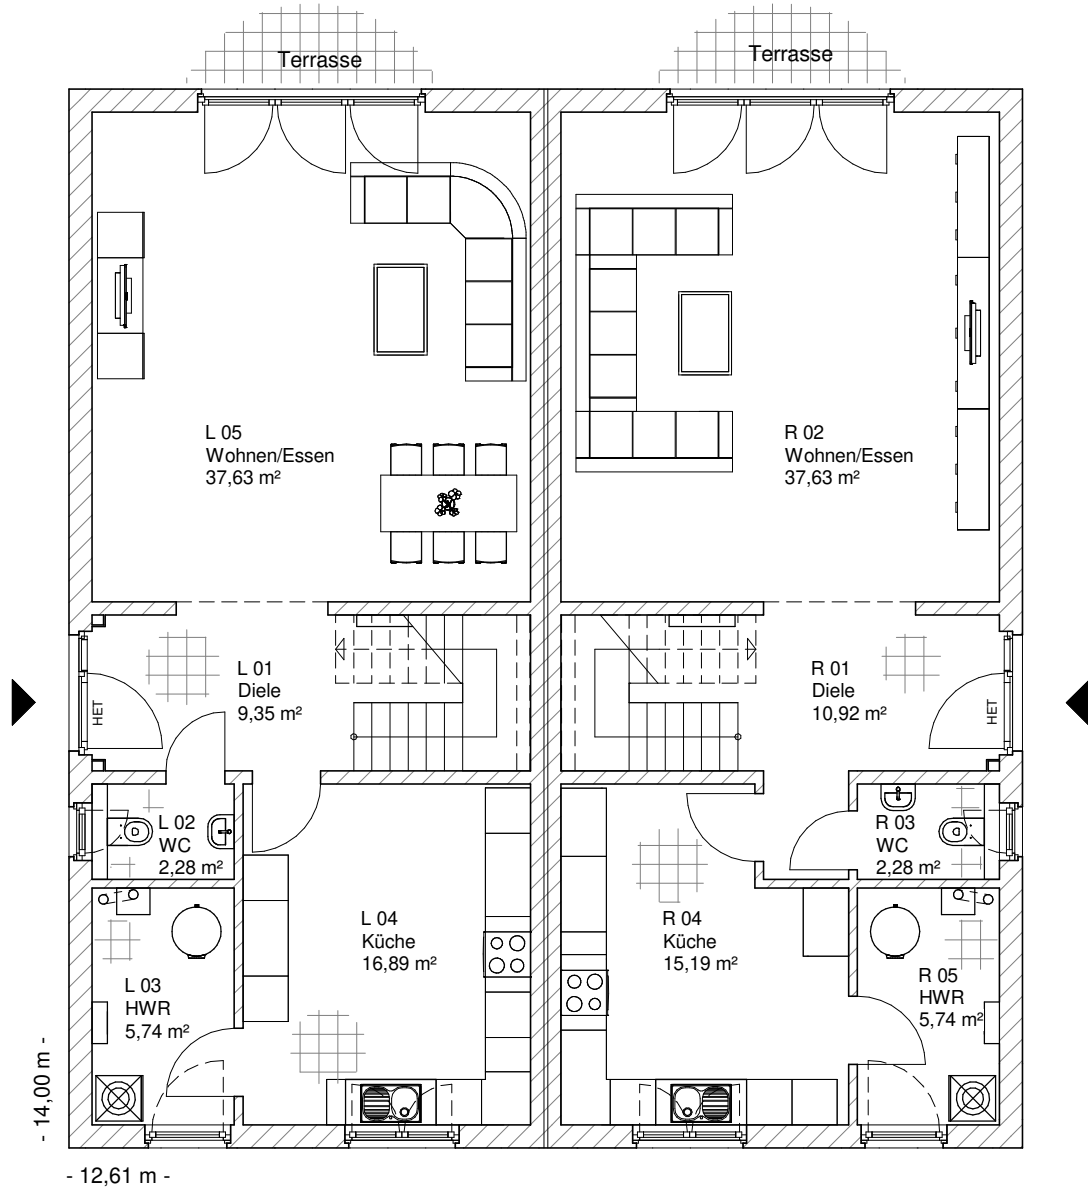 Terrasse
Terrasse
L 05
Wohnen/Essen
37,63 m²
R 02
Wohnen/Essen
37,63 m²
L 01
Diele
9,35 m²
R 01
Diele
10,92 m²
HET
HET
L 02
WC
2,28 m²
R 03
WC
2,28 m²
L 04
Küche
16,89 m²
R 04
Küche
15,19 m²
L 03
HWR
5,74 m²
R 05
HWR
5,74 m²
- 14,00 m -
- 12,61 m -